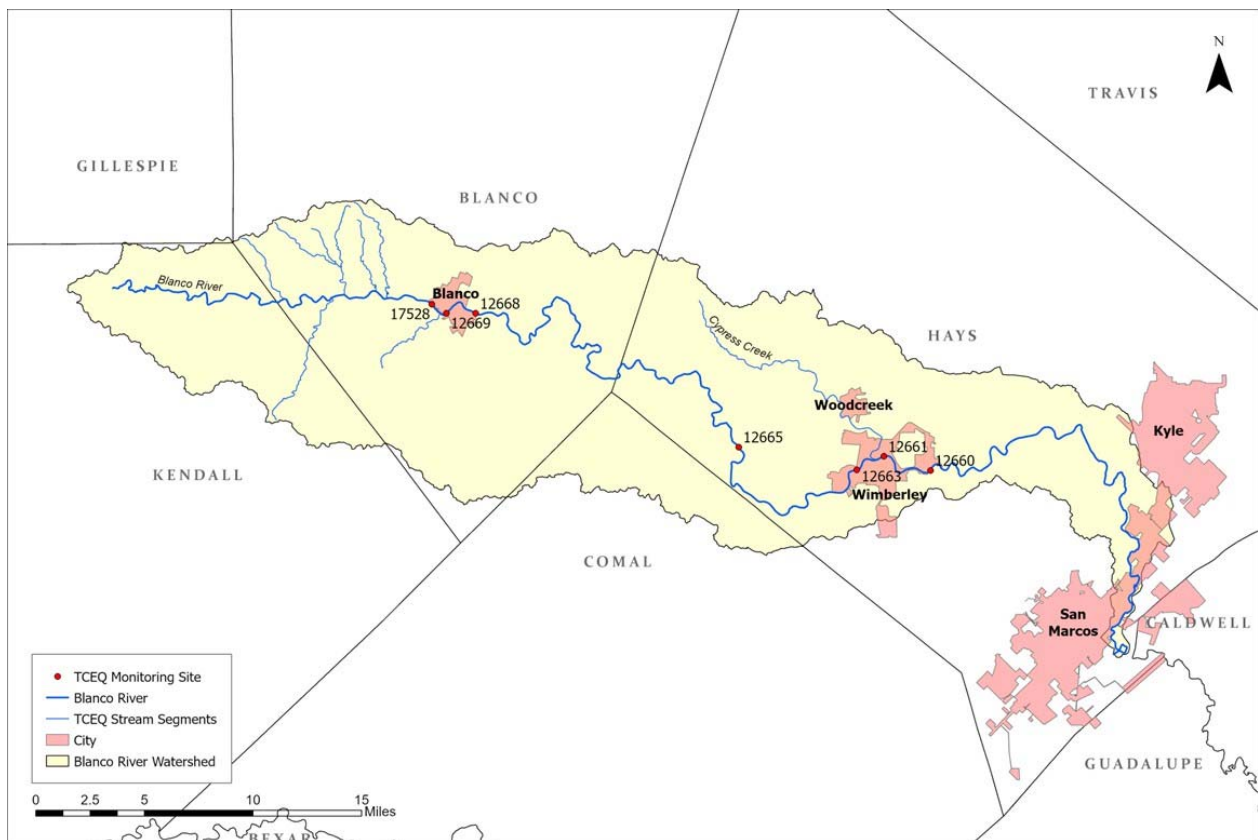 N
TRAVIS
GILLESPIE
BLANCO
Blanco River
Blanco
12668
17528
12669
Cypress Creek
HAYS
Woodcreek
Kyle
12665
12661
12660
12663
Wimberley
KENDALL
COMAL
San
Marcos
CALDWELL
GUADALUPE
TCEQ Monitoring Site
Blanco River
TCEQ Stream Segments
City
Blanco River Watershed
0 2.5 5 10 15
Miles
BEXAR